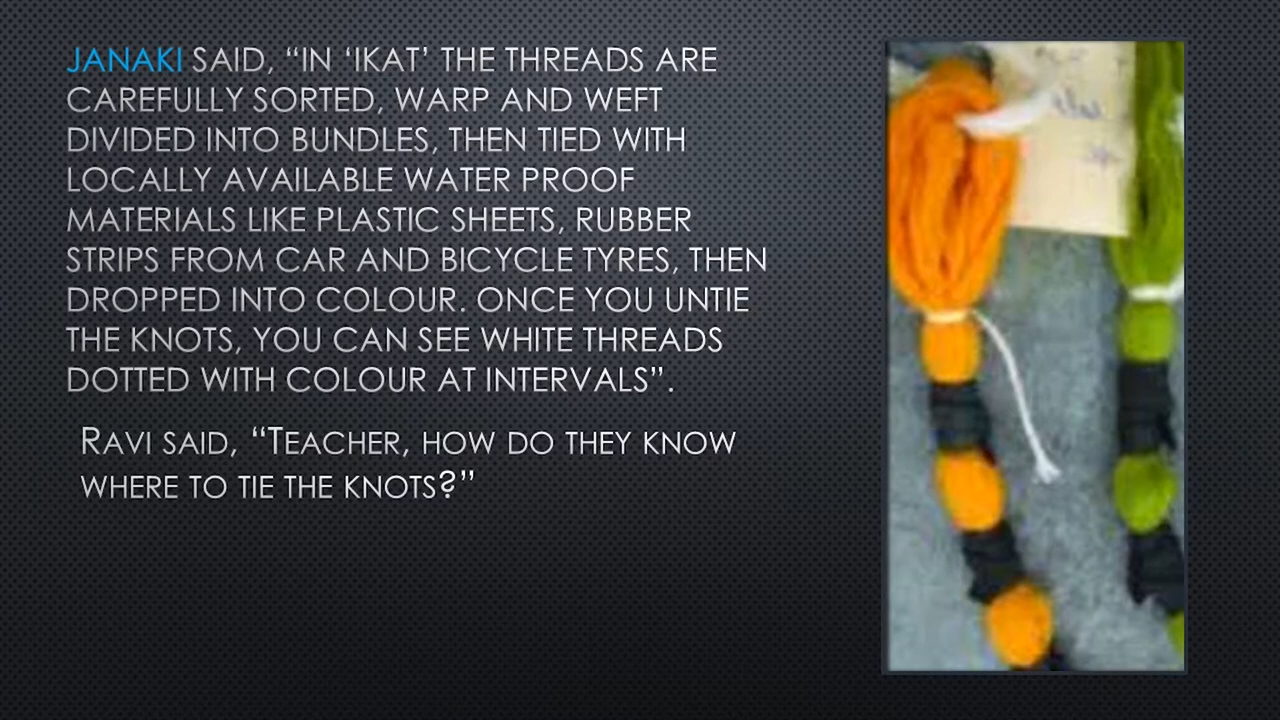 JANAKI SAID, “IN ‘IKAT’ THE THREADS ARE
CAREFULLY SORTED, WARP AND WEFT
DIVIDED INTO BUNDLES, THEN TIED WITH
LOCALLY AVAILABLE WATER PROOF
MATERIALS LIKE PLASTIC SHEETS, RUBBER
STRIPS FROM CAR AND BICYCLE TYRES, THEN
DROPPED INTO COLOUR. ONCE YOU UNTIE
THE KNOTS, YOU CAN SEE WHITE THREADS
DOTTED WITH COLOUR AT INTERVALS”.
RAVI SAID, “TEACHER, HOW DO THEY KNOW
WHERE TO TIE THE KNOTS?”